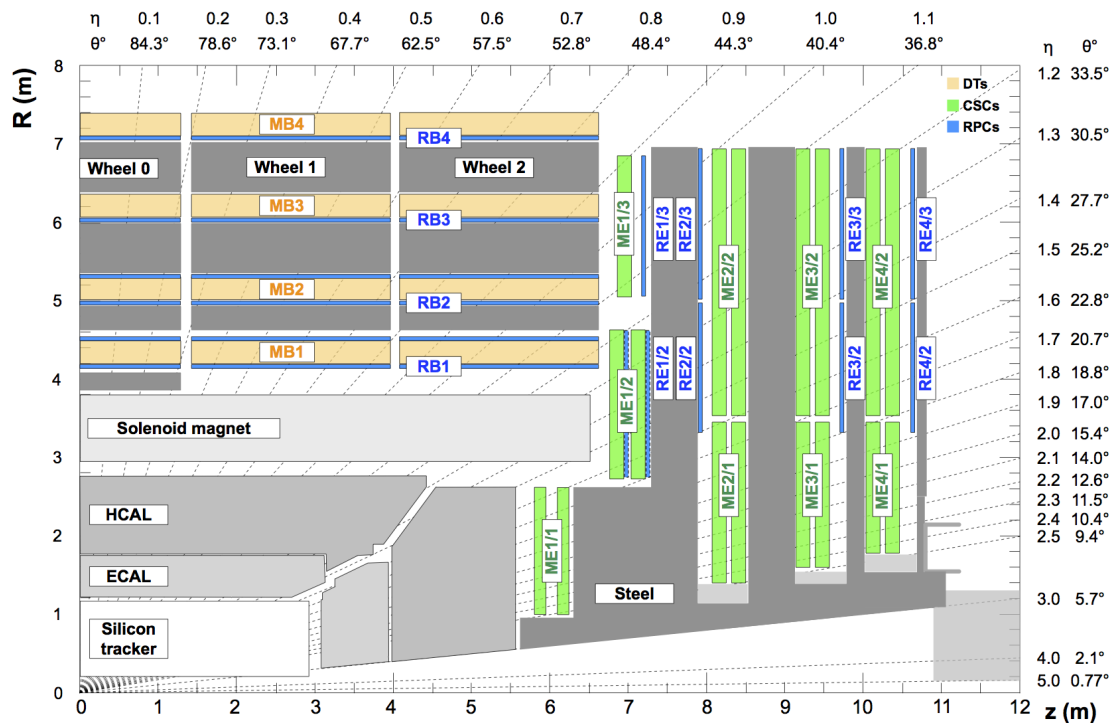 η 0.1 0.2 0.3 0.4 0.5 0.6 0.7 0.8 0.9 1.0 1.1
θ° 84.3° 78.6° 73.1° 67.7° 62.5° 57.5° 52.8° 48.4° 44.3° 40.4° 36.8° η θ°
R (m)
8
7
6
5
4
3
2
1
0
1.2 33.5°
1.3 30.5°
1.4 27.7°
1.5 25.2°
1.6 22.8°
1.7 20.7°
1.8 18.8°
1.9 17.0°
2.0 15.4°
2.1 14.0°
2.2 12.6°
2.3 11.5°
2.4 10.4°
2.5 9.4°
3.0 5.7°
4.0 2.1°
5.0 0.77°
DTs
CSCs
RPCs
MB4
RB4
Wheel 0 Wheel 1 Wheel 2
MB3
RB3
MB2
RB2
MB1
RB1
ME1/3
RE1/3
RE2/3
ME2/2
ME3/2
RE3/3
ME4/2
RE4/3
ME1/2
RE1/2
RE2/2
RE3/2
RE4/2
ME1/1
ME2/1
ME3/1
ME4/1
Solenoid magnet
HCAL
ECAL
Silicon
tracker
Steel
0 1 2 3 4 5 6 7 8 9 10 11 12
z (m)